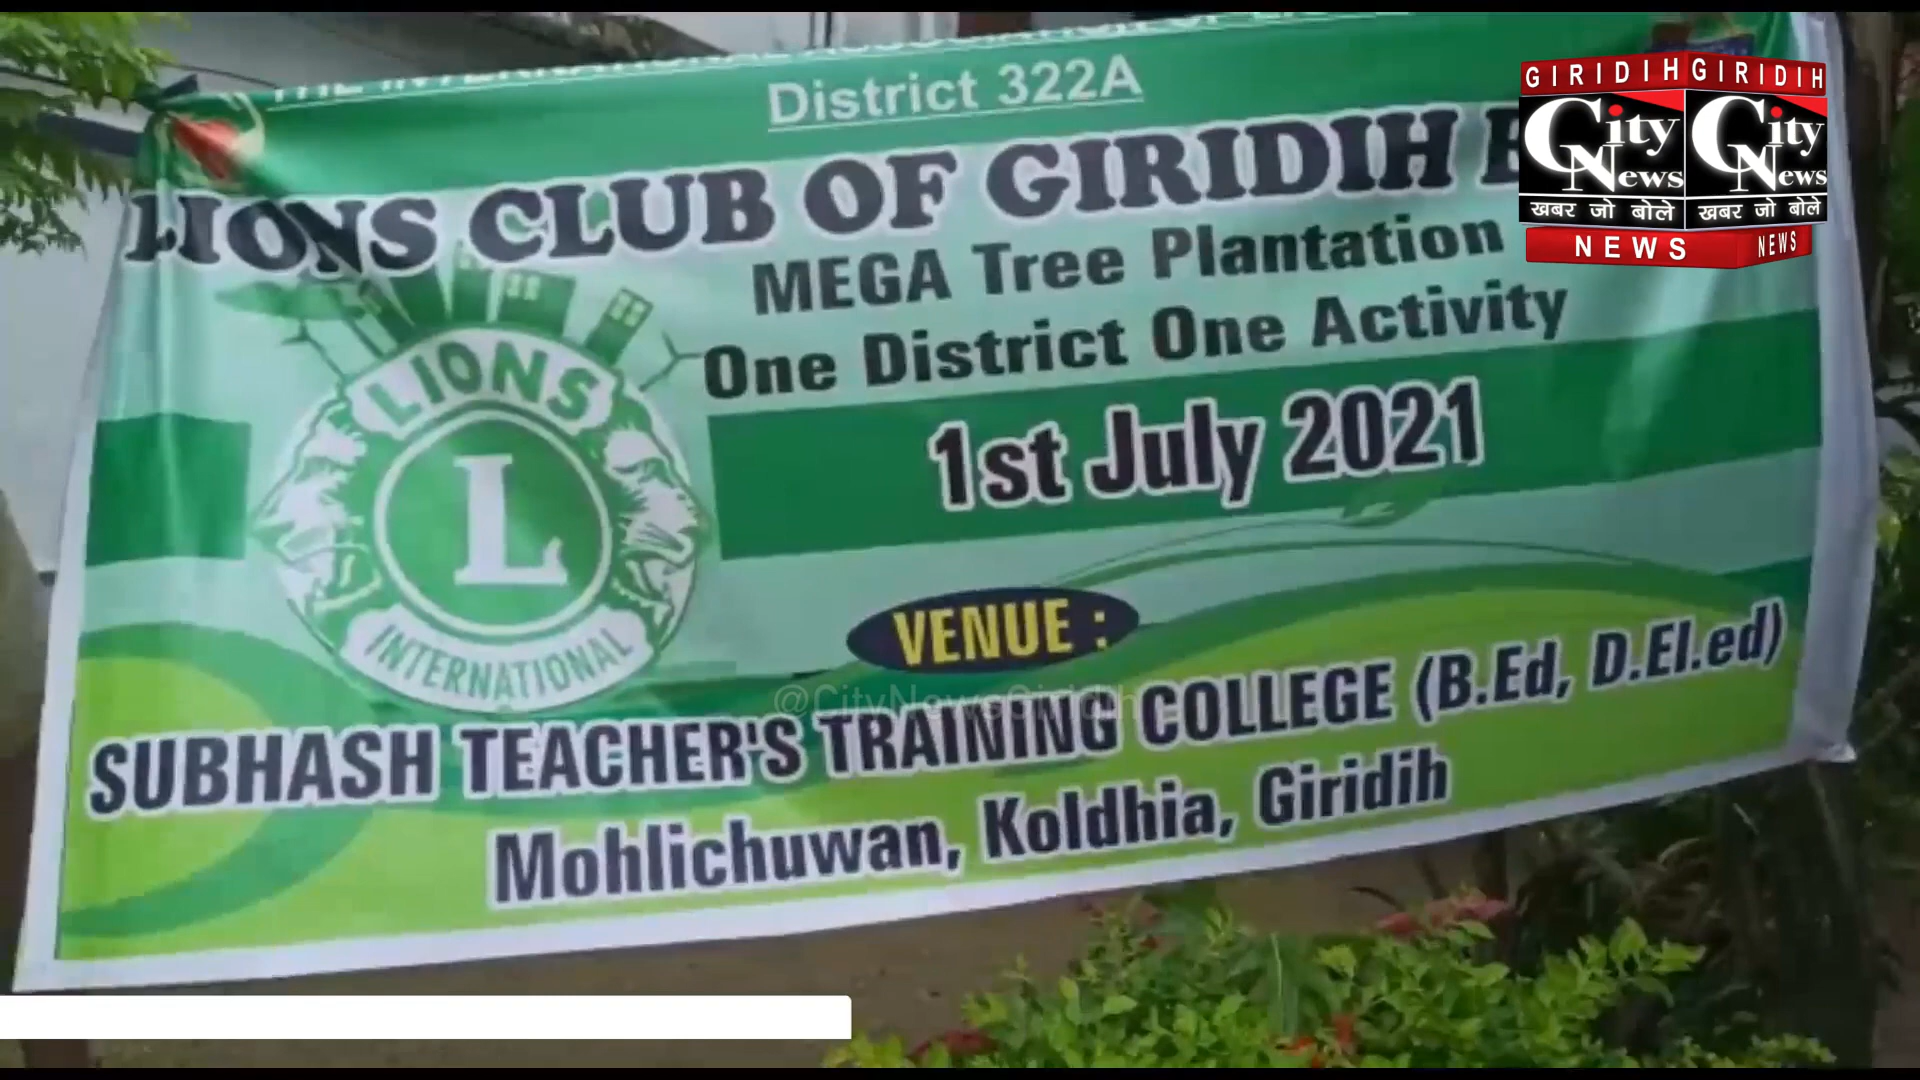 District 322A
LIONS CLUB OF GIRIDIH
MEGA Tree Plantation
One District One Activity
1st July 2021
LIONS
L
INTERNATIONAL
VENUE :
SUBHASH TEACHER'S TRAINING COLLEGE (B.Ed, D.El.ed)
Mohlichuwan, Koldhia, Giridih
@CityNewsGiridih
GIRIDIH GIRIDIH
City News City News
खबर जो बोले खबर जो बोले
NEWS NEWS